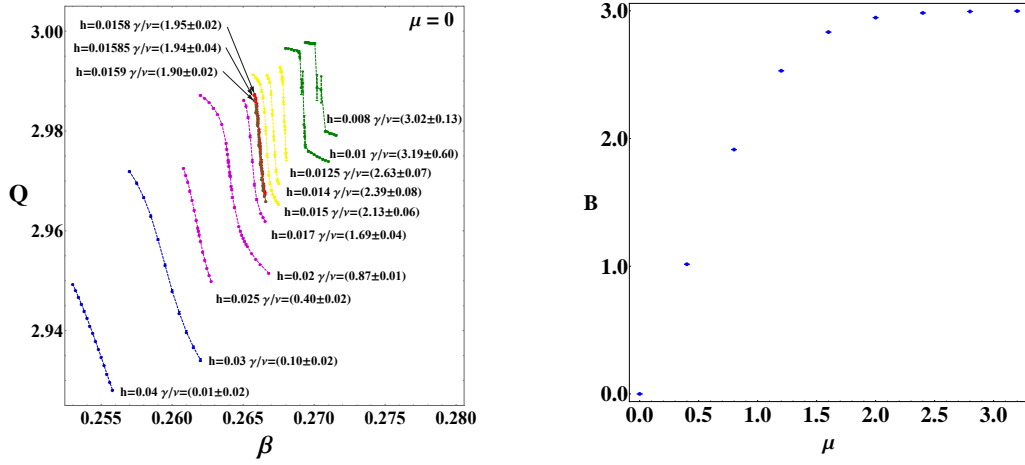 μ = 0
h=0.0158 γ/ν=(1.95±0.02)
h=0.01585 γ/ν=(1.94±0.04)
h=0.0159 γ/ν=(1.90±0.02)
h=0.008 γ/ν=(3.02±0.13)
h=0.01 γ/ν=(3.19±0.60)
h=0.0125 γ/ν=(2.63±0.07)
h=0.014 γ/ν=(2.39±0.08)
h=0.015 γ/ν=(2.13±0.06)
h=0.017 γ/ν=(1.69±0.04)
h=0.02 γ/ν=(0.87±0.01)
h=0.025 γ/ν=(0.40±0.02)
h=0.03 γ/ν=(0.10±0.02)
h=0.04 γ/ν=(0.01±0.02)
3.00
2.98
2.96
2.94
Q
0.255 0.260 0.265 0.270 0.275 0.280
β
3.0
2.0
1.0
0.0
B
0.0 0.5 1.0 1.5 2.0 2.5 3.0
μ